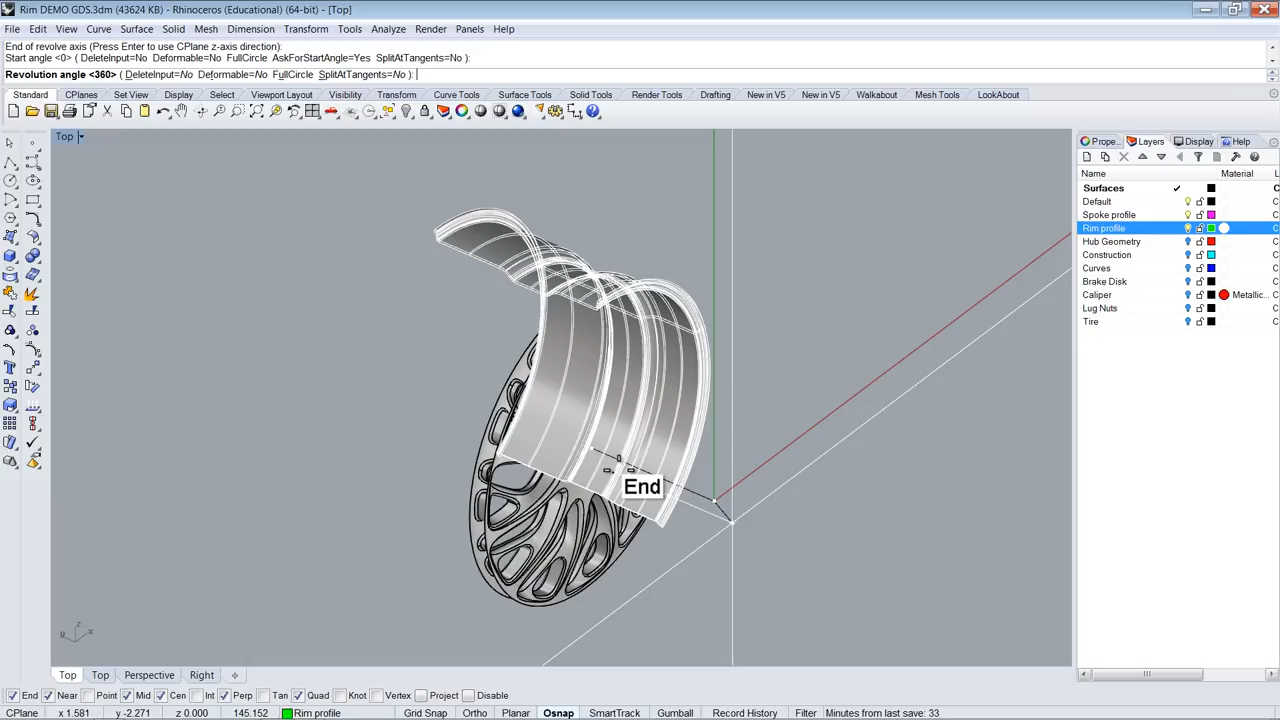 Rim DEMO GDS.3dm (43624 KB) - Rhinoceros (Educational) (64-bit) - [Top]
File Edit View Curve Surface Solid Mesh Dimension Transform Tools Analyze Render Panels Help
End of revolve axis (Press Enter to use CPlane z-axis direction):
Start angle <0> ( DeleteInput=No Deformable=No FullCircle AskForStartAngle=Yes SplitAtTangents=No ):
Revolution angle <360> ( DeleteInput=No Deformable=No FullCircle SplitAtTangents=No ):
Standard CPlanes Set View Display Select Viewport Layout Visibility Transform Curve Tools Surface Tools Solid Tools Mesh Tools Render Tools Drafting New in V5 New in V5 Walkabout Mesh Tools LookAbout
Top
Prope... Layers Display Help
Name Material L
Surfaces C
Default C
Spoke profile C
Rim profile C
Hub Geometry C
Construction C
Curves C
Brake Disk C
Caliper Metallic... C
Lug Nuts C
Tire C
End
z
y x
Top Top Perspective Right
End Near Point Mid Cen Int Perp Tan Quad Knot Vertex Project Disable
CPlane x 1.581 y -2.271 z 0.000 145.152 Rim profile Grid Snap Ortho Planar Osnap SmartTrack Gumball Record History Filter Minutes from last save: 33